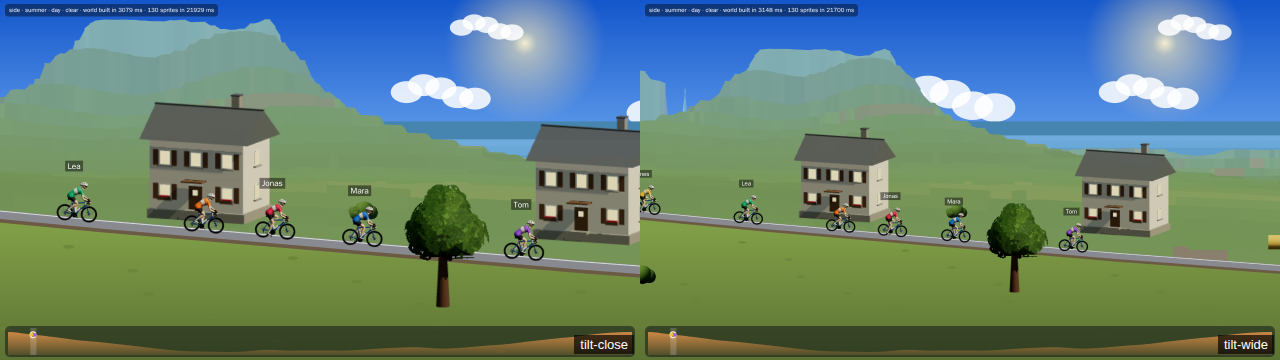 side · summer · day · clear · world built in 3079 ms · 130 sprites in 21929 ms
Lea
Jonas
Mara
Tom
tilt-close
side · summer · day · clear · world built in 3148 ms · 130 sprites in 21700 ms
Lea
Jonas
Mara
Tom
tilt-wide